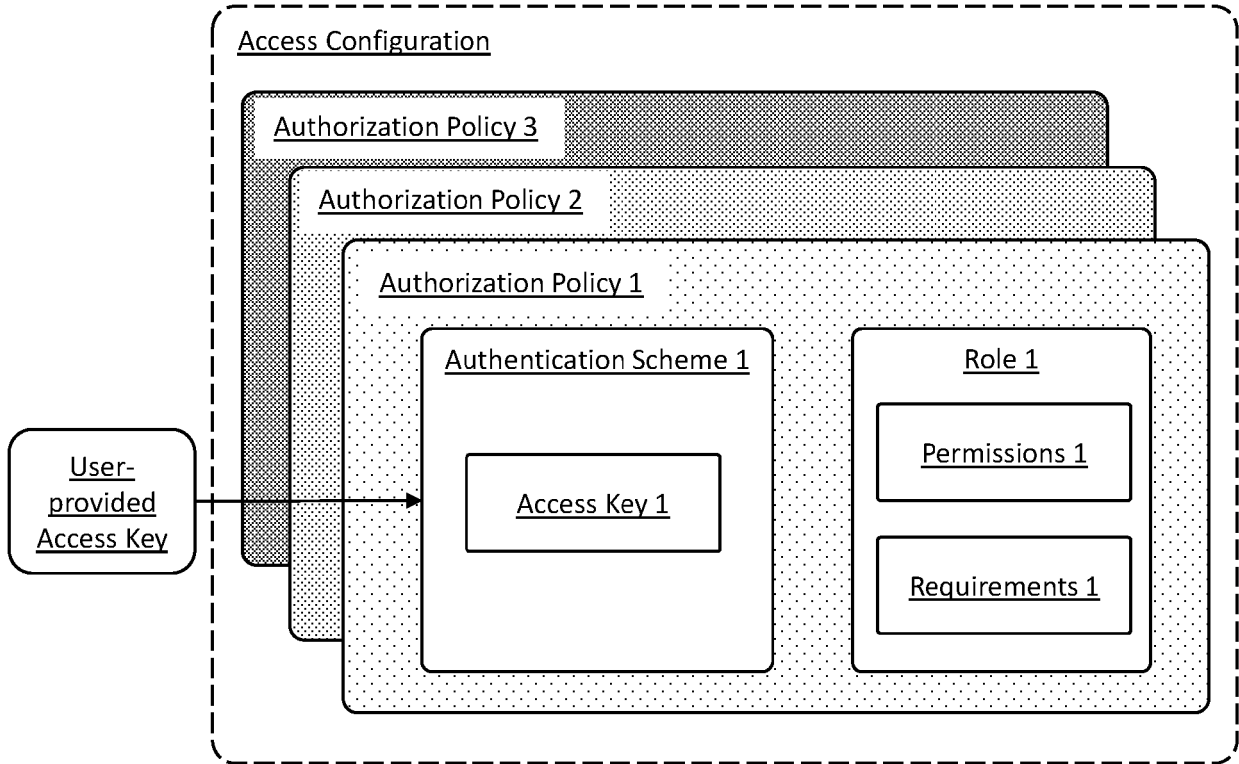 Access Configuration
Authorization Policy 3
Authorization Policy 2
Authorization Policy 1
Authentication Scheme 1
Access Key 1
Role 1
Permissions 1
Requirements 1
User-
provided
Access Key